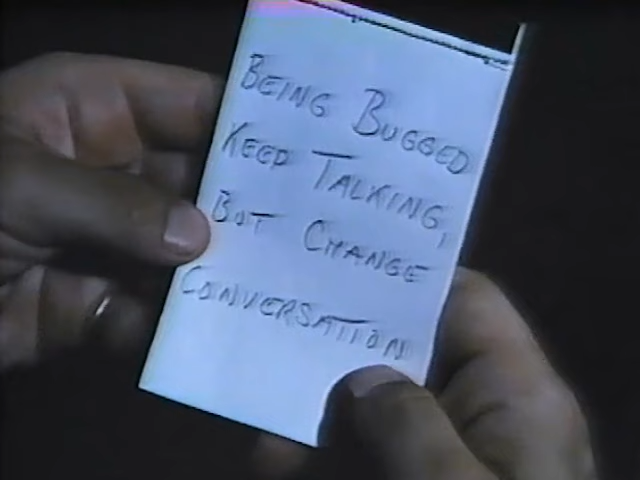 BEING BUGGED
KEEP TALKING,
BUT CHANGE
CONVERSATION